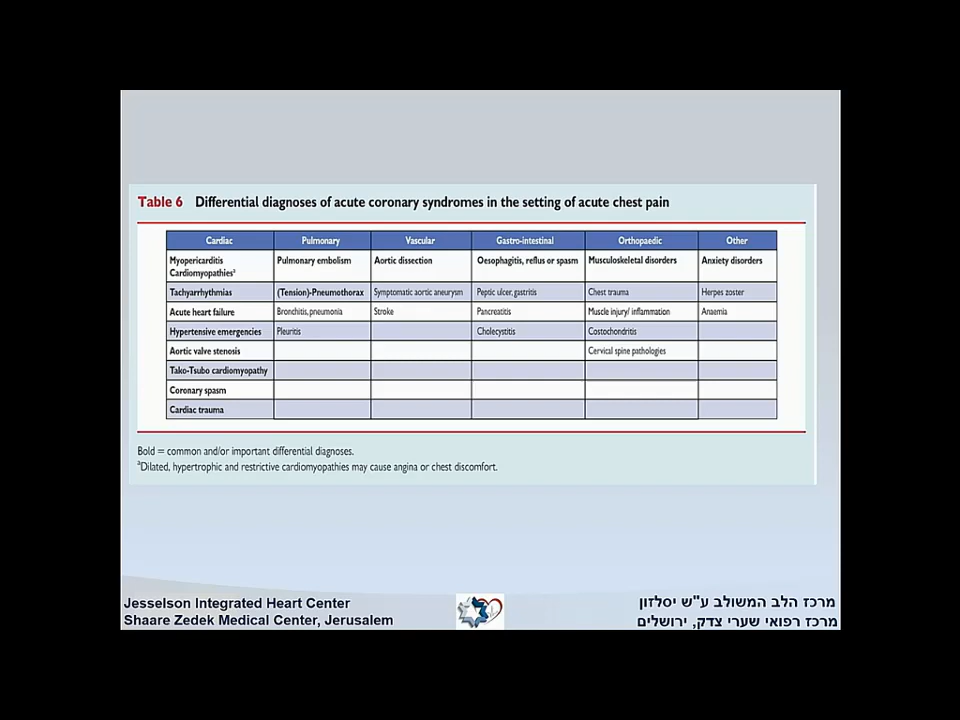 Table 6 Differential diagnoses of acute coronary syndromes in the setting of acute chest pain
Cardiac Pulmonary Vascular Gastro-intestinal Orthopaedic Other
Myopericarditis Pulmonary embolism Aortic dissection Oesophagitis, reflus or spasm Musculoskeletal disorders Anxiety disorders
Cardiomyopathiesª
Tachyarrhythmias (Tension)-Pneumothorax Symptomatic aortic aneurysm Peptic ulcer, gastritis Chest trauma Herpes zoster
Acute heart failure Bronchitis, pneumonia Stroke Pancreatitis Muscle injury/ inflammation Anaemia
Hypertensive emergencies Pleuritis Cholecystitis Costochondritis
Aortic valve stenosis Cervical spine pathologies
Tako-Tsubo cardiomyopathy
Coronary spasm
Cardiac trauma
Bold = common and/or important differential diagnoses.
ªDilated, hypertrophic and restrictive cardiomyopathies may cause angina or chest discomfort.
Jesselson Integrated Heart Center
Shaare Zedek Medical Center, Jerusalem
מרכז הלב המשולב ע"ש יסלזון
מרכז רפואי שערי צדק, ירושלים